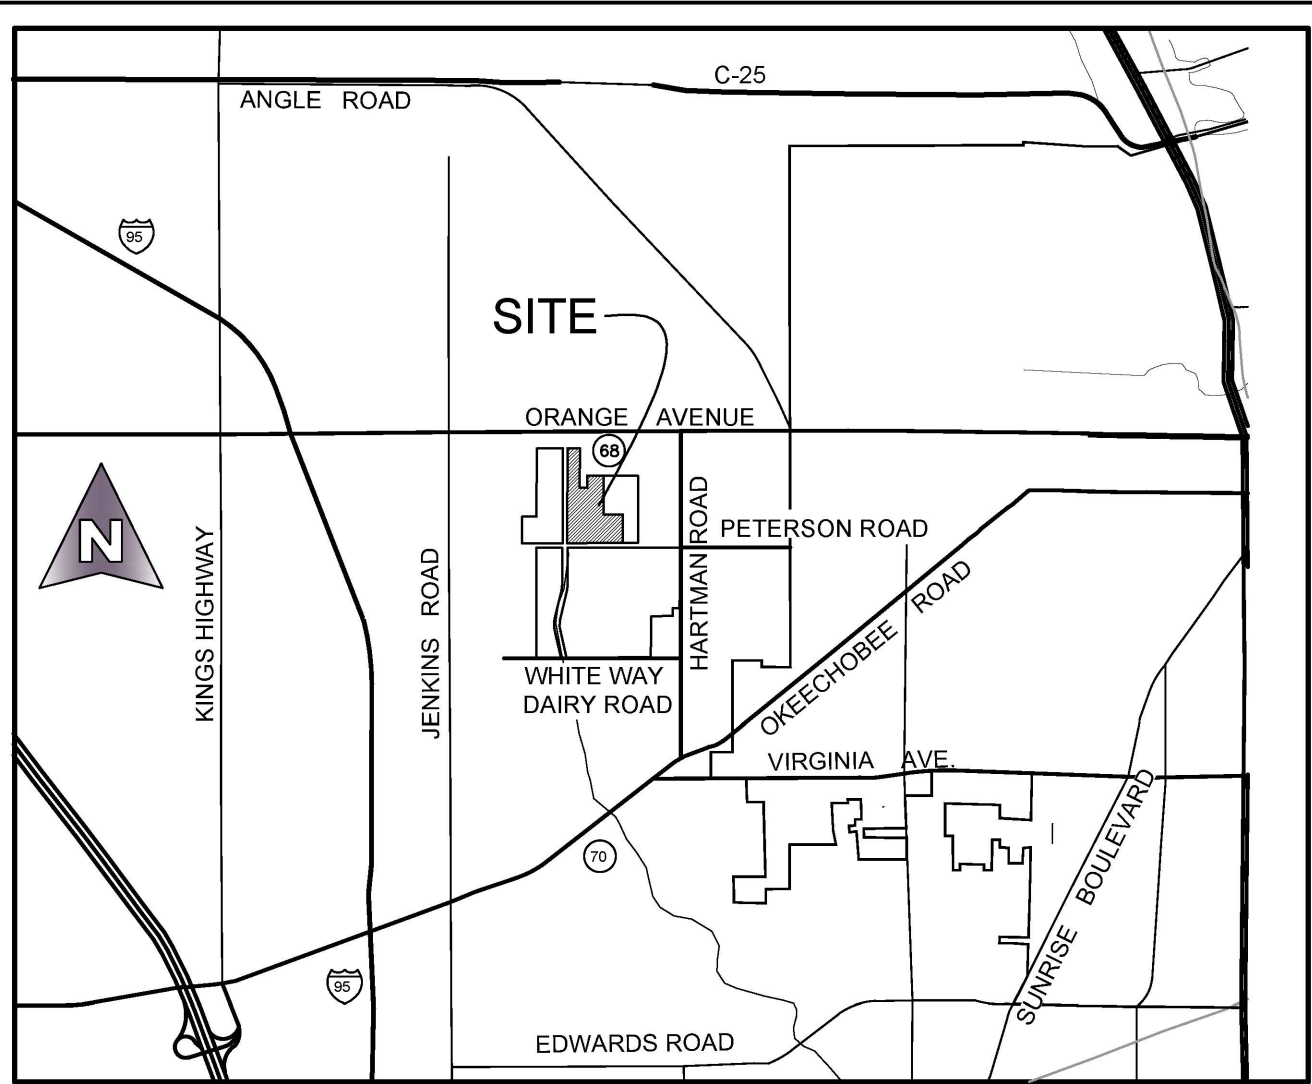 C-25
ANGLE ROAD
95
SITE
ORANGE AVENUE
68
N
KINGS HIGHWAY
JENKINS ROAD
HARTMAN ROAD
PETERSON ROAD
OKEECHOBEE ROAD
WHITE WAY
DAIRY ROAD
VIRGINIA AVE.
70
SUNRISE BOULEVARD
95
EDWARDS ROAD